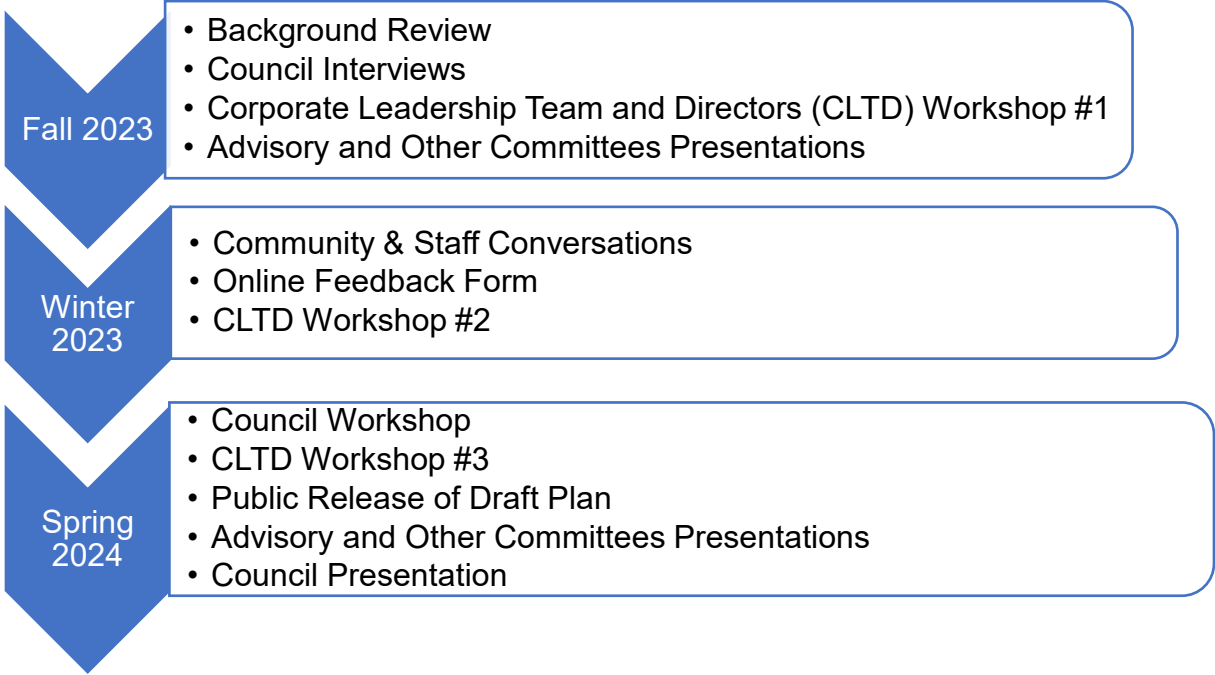 Fall 2023
• Background Review
• Council Interviews
• Corporate Leadership Team and Directors (CLTD) Workshop #1
• Advisory and Other Committees Presentations
Winter
2023
• Community & Staff Conversations
• Online Feedback Form
• CLTD Workshop #2
Spring
2024
• Council Workshop
• CLTD Workshop #3
• Public Release of Draft Plan
• Advisory and Other Committees Presentations
• Council Presentation